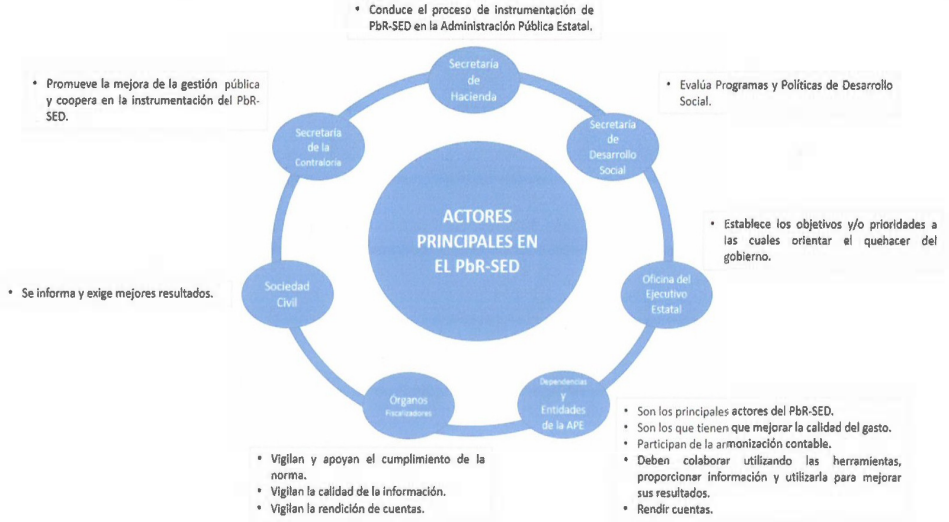 • Conduce el proceso de instrumentación de
PbR-SED en la Administración Pública Estatal.
Secretaría
de
Hacienda
• Evalúa Programas y Políticas de Desarrollo
Social.
Secretaría
de
Desarrollo
Social
• Establece los objetivos y/o prioridades a
las cuales orientar el quehacer del
gobierno.
Oficina del
Ejecutivo
Estatal
Dependencias
y
Entidades
de la APE
• Son los principales actores del PbR-SED.
• Son los que tienen que mejorar la calidad del gasto.
• Participan de la armonización contable.
• Deben colaborar utilizando las herramientas,
proporcionar información y utilizarla para mejorar
sus resultados.
• Rendir cuentas.
Órganos
Fiscalizadores
• Vigilan y apoyan el cumplimiento de la
norma.
• Vigilan la calidad de la información.
• Vigilan la rendición de cuentas.
Sociedad
Civil
• Se informa y exige mejores resultados.
Secretaría
de la
Contraloría
• Promueve la mejora de la gestión pública
y coopera en la instrumentación del PbR-
SED.
ACTORES
PRINCIPALES EN
EL PbR-SED